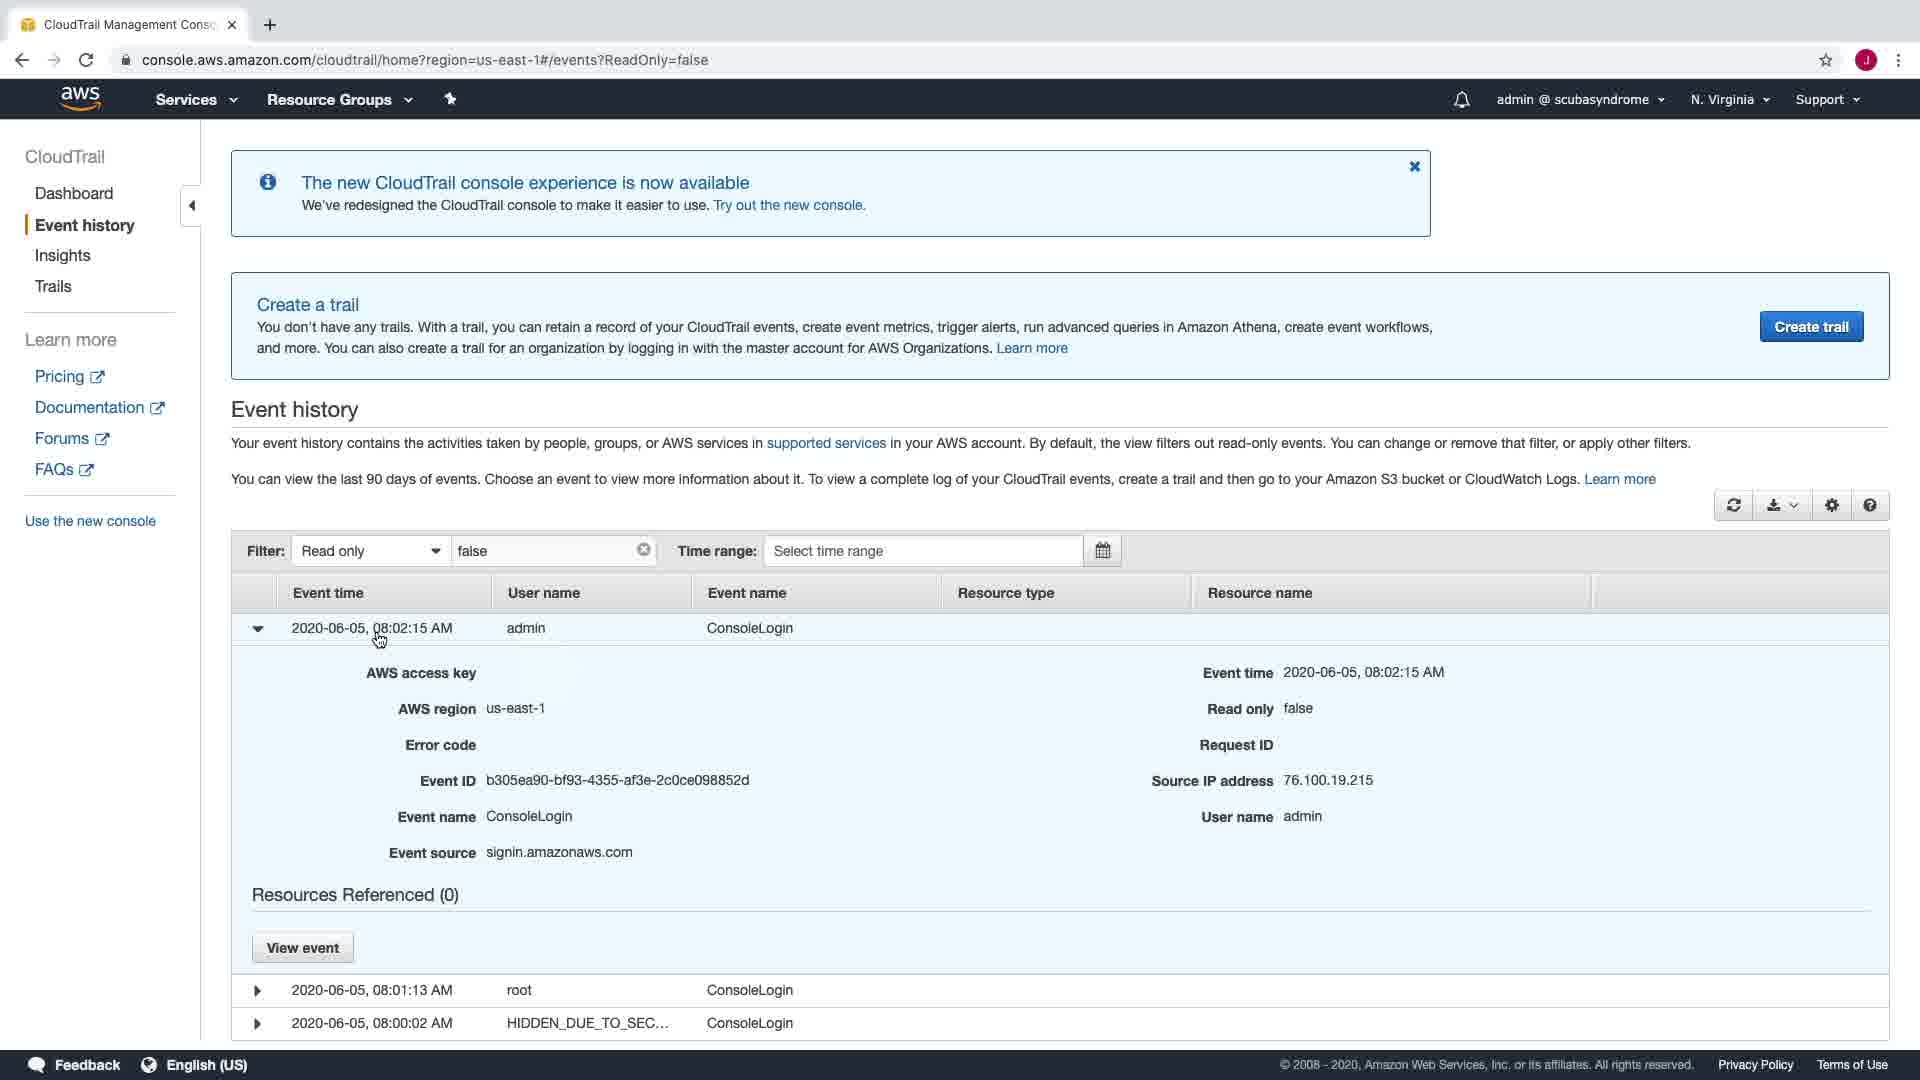 CloudTrail Management Conso
console.aws.amazon.com/cloudtrail/home?region=us-east-1#/events?ReadOnly=false
J
aws
Services
Resource Groups
admin @ scubasyndrome
N. Virginia
Support
CloudTrail
Dashboard
Event history
Insights
Trails
Learn more
Pricing
Documentation
Forums
FAQs
Use the new console
The new CloudTrail console experience is now available
We've redesigned the CloudTrail console to make it easier to use. Try out the new console.
Create a trail
You don't have any trails. With a trail, you can retain a record of your CloudTrail events, create event metrics, trigger alerts, run advanced queries in Amazon Athena, create event workflows,
and more. You can also create a trail for an organization by logging in with the master account for AWS Organizations. Learn more
Create trail
Event history
Your event history contains the activities taken by people, groups, or AWS services in supported services in your AWS account. By default, the view filters out read-only events. You can change or remove that filter, or apply other filters.
You can view the last 90 days of events. Choose an event to view more information about it. To view a complete log of your CloudTrail events, create a trail and then go to your Amazon S3 bucket or CloudWatch Logs. Learn more
Filter: Read only false Time range: Select time range
Event time User name Event name Resource type Resource name
2020-06-05, 08:02:15 AM admin ConsoleLogin
AWS access key
AWS region us-east-1
Error code
Event ID b305ea90-bf93-4355-af3e-2c0ce098852d
Event name ConsoleLogin
Event source signin.amazonaws.com
Event time 2020-06-05, 08:02:15 AM
Read only false
Request ID
Source IP address 76.100.19.215
User name admin
Resources Referenced (0)
View event
2020-06-05, 08:01:13 AM root ConsoleLogin
2020-06-05, 08:00:02 AM HIDDEN_DUE_TO_SEC... ConsoleLogin
Feedback
English (US)
© 2008 - 2020, Amazon Web Services, Inc. or its affiliates. All rights reserved.
Privacy Policy
Terms of Use